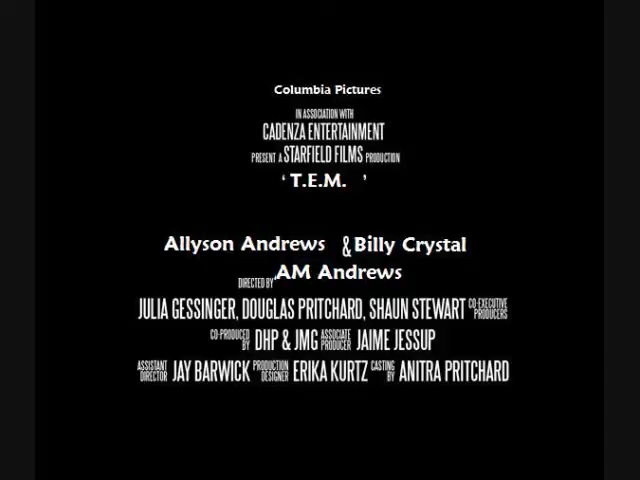 Columbia Pictures
IN ASSOCIATION WITH
CADENZA ENTERTAINMENT
PRESENT A STARFIELD FILMS PRODUCTION
‘ T.E.M. ’
Allyson Andrews & Billy Crystal
DIRECTED BY AM Andrews
JULIA GESSINGER, DOUGLAS PRITCHARD, SHAUN STEWART CO-EXECUTIVE PRODUCERS
CO-PRODUCED BY DHP & JMG ASSOCIATE PRODUCER JAIME JESSUP
ASSISTANT DIRECTOR JAY BARWICK PRODUCTION DESIGNER ERIKA KURTZ CASTING BY ANITRA PRITCHARD